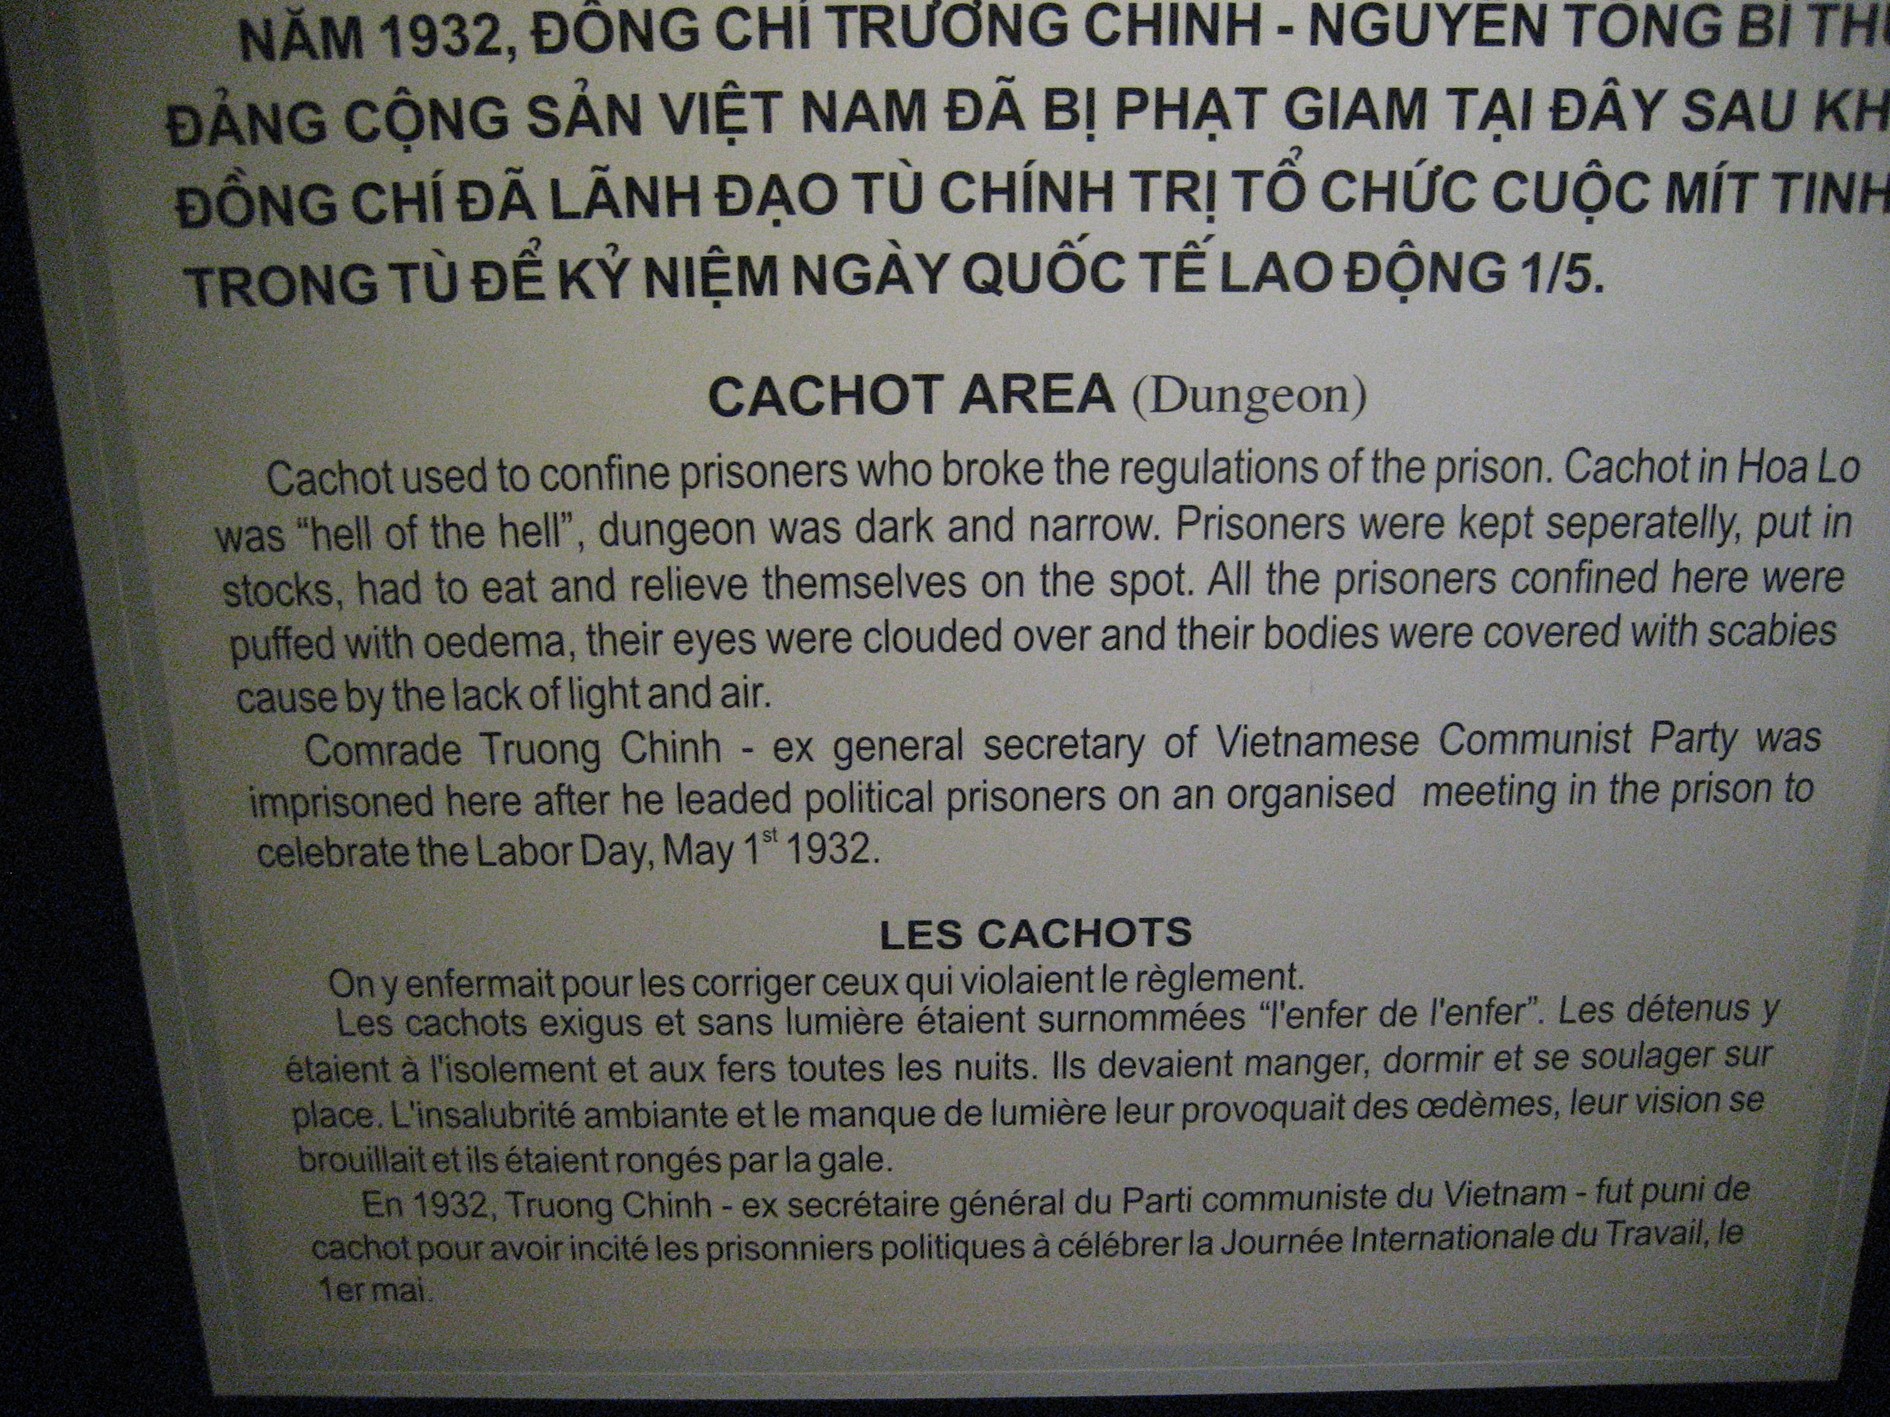 NĂM 1932, ĐỒNG CHÍ TRƯỜNG CHINH - NGUYÊN TỔNG BÍ
ĐẢNG CỘNG SẢN VIỆT NAM ĐÃ BỊ PHẠT GIAM TẠI ĐÂY SAU
ĐỒNG CHÍ ĐÃ LÃNH ĐẠO TÙ CHÍNH TRỊ TỔ CHỨC CUỘC MÍT TINH
TRONG TÙ ĐỂ KỶ NIỆM NGÀY QUỐC TẾ LAO ĐỘNG 1/5.
CACHOT AREA (Dungeon)
Cachot used to confine prisoners who broke the regulations of the prison. Cachot in Hoa Lo
was “hell of the hell”, dungeon was dark and narrow. Prisoners were kept seperatelly, put in
stocks, had to eat and relieve themselves on the spot. All the prisoners confined here were
puffed with oedema, their eyes were clouded over and their bodies were covered with scabies
cause by the lack of light and air.
Comrade Truong Chinh - ex general secretary of Vietnamese Communist Party was
imprisoned here after he leaded political prisoners on an organised meeting in the prison to
celebrate the Labor Day, May 1st 1932.
LES CACHOTS
On y enfermait pour les corriger ceux qui violaient le règlement.
Les cachots exigus et sans lumière étaient surnommées “l'enfer de l'enfer”. Les détenus y
étaient à l'isolement et aux fers toutes les nuits. Ils devaient manger, dormir et se soulager sur
place. L'insalubrité ambiante et le manque de lumière leur provoquait des œdèmes, leur vision se
brouillait et ils étaient rongés par la gale.
En 1932, Truong Chinh - ex secrétaire général du Parti communiste du Vietnam - fut puni de
cachot pour avoir incité les prisonniers politiques à célébrer la Journée Internationale du Travail, le
1er mai.